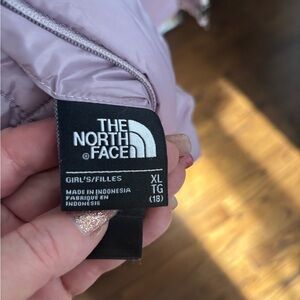 THE
NORTH
FACE
®
GIRL'S/FILLES
XL
TG
(18)
MADE IN INDONESIA
FABRIQUÉ EN
INDONÉSIE